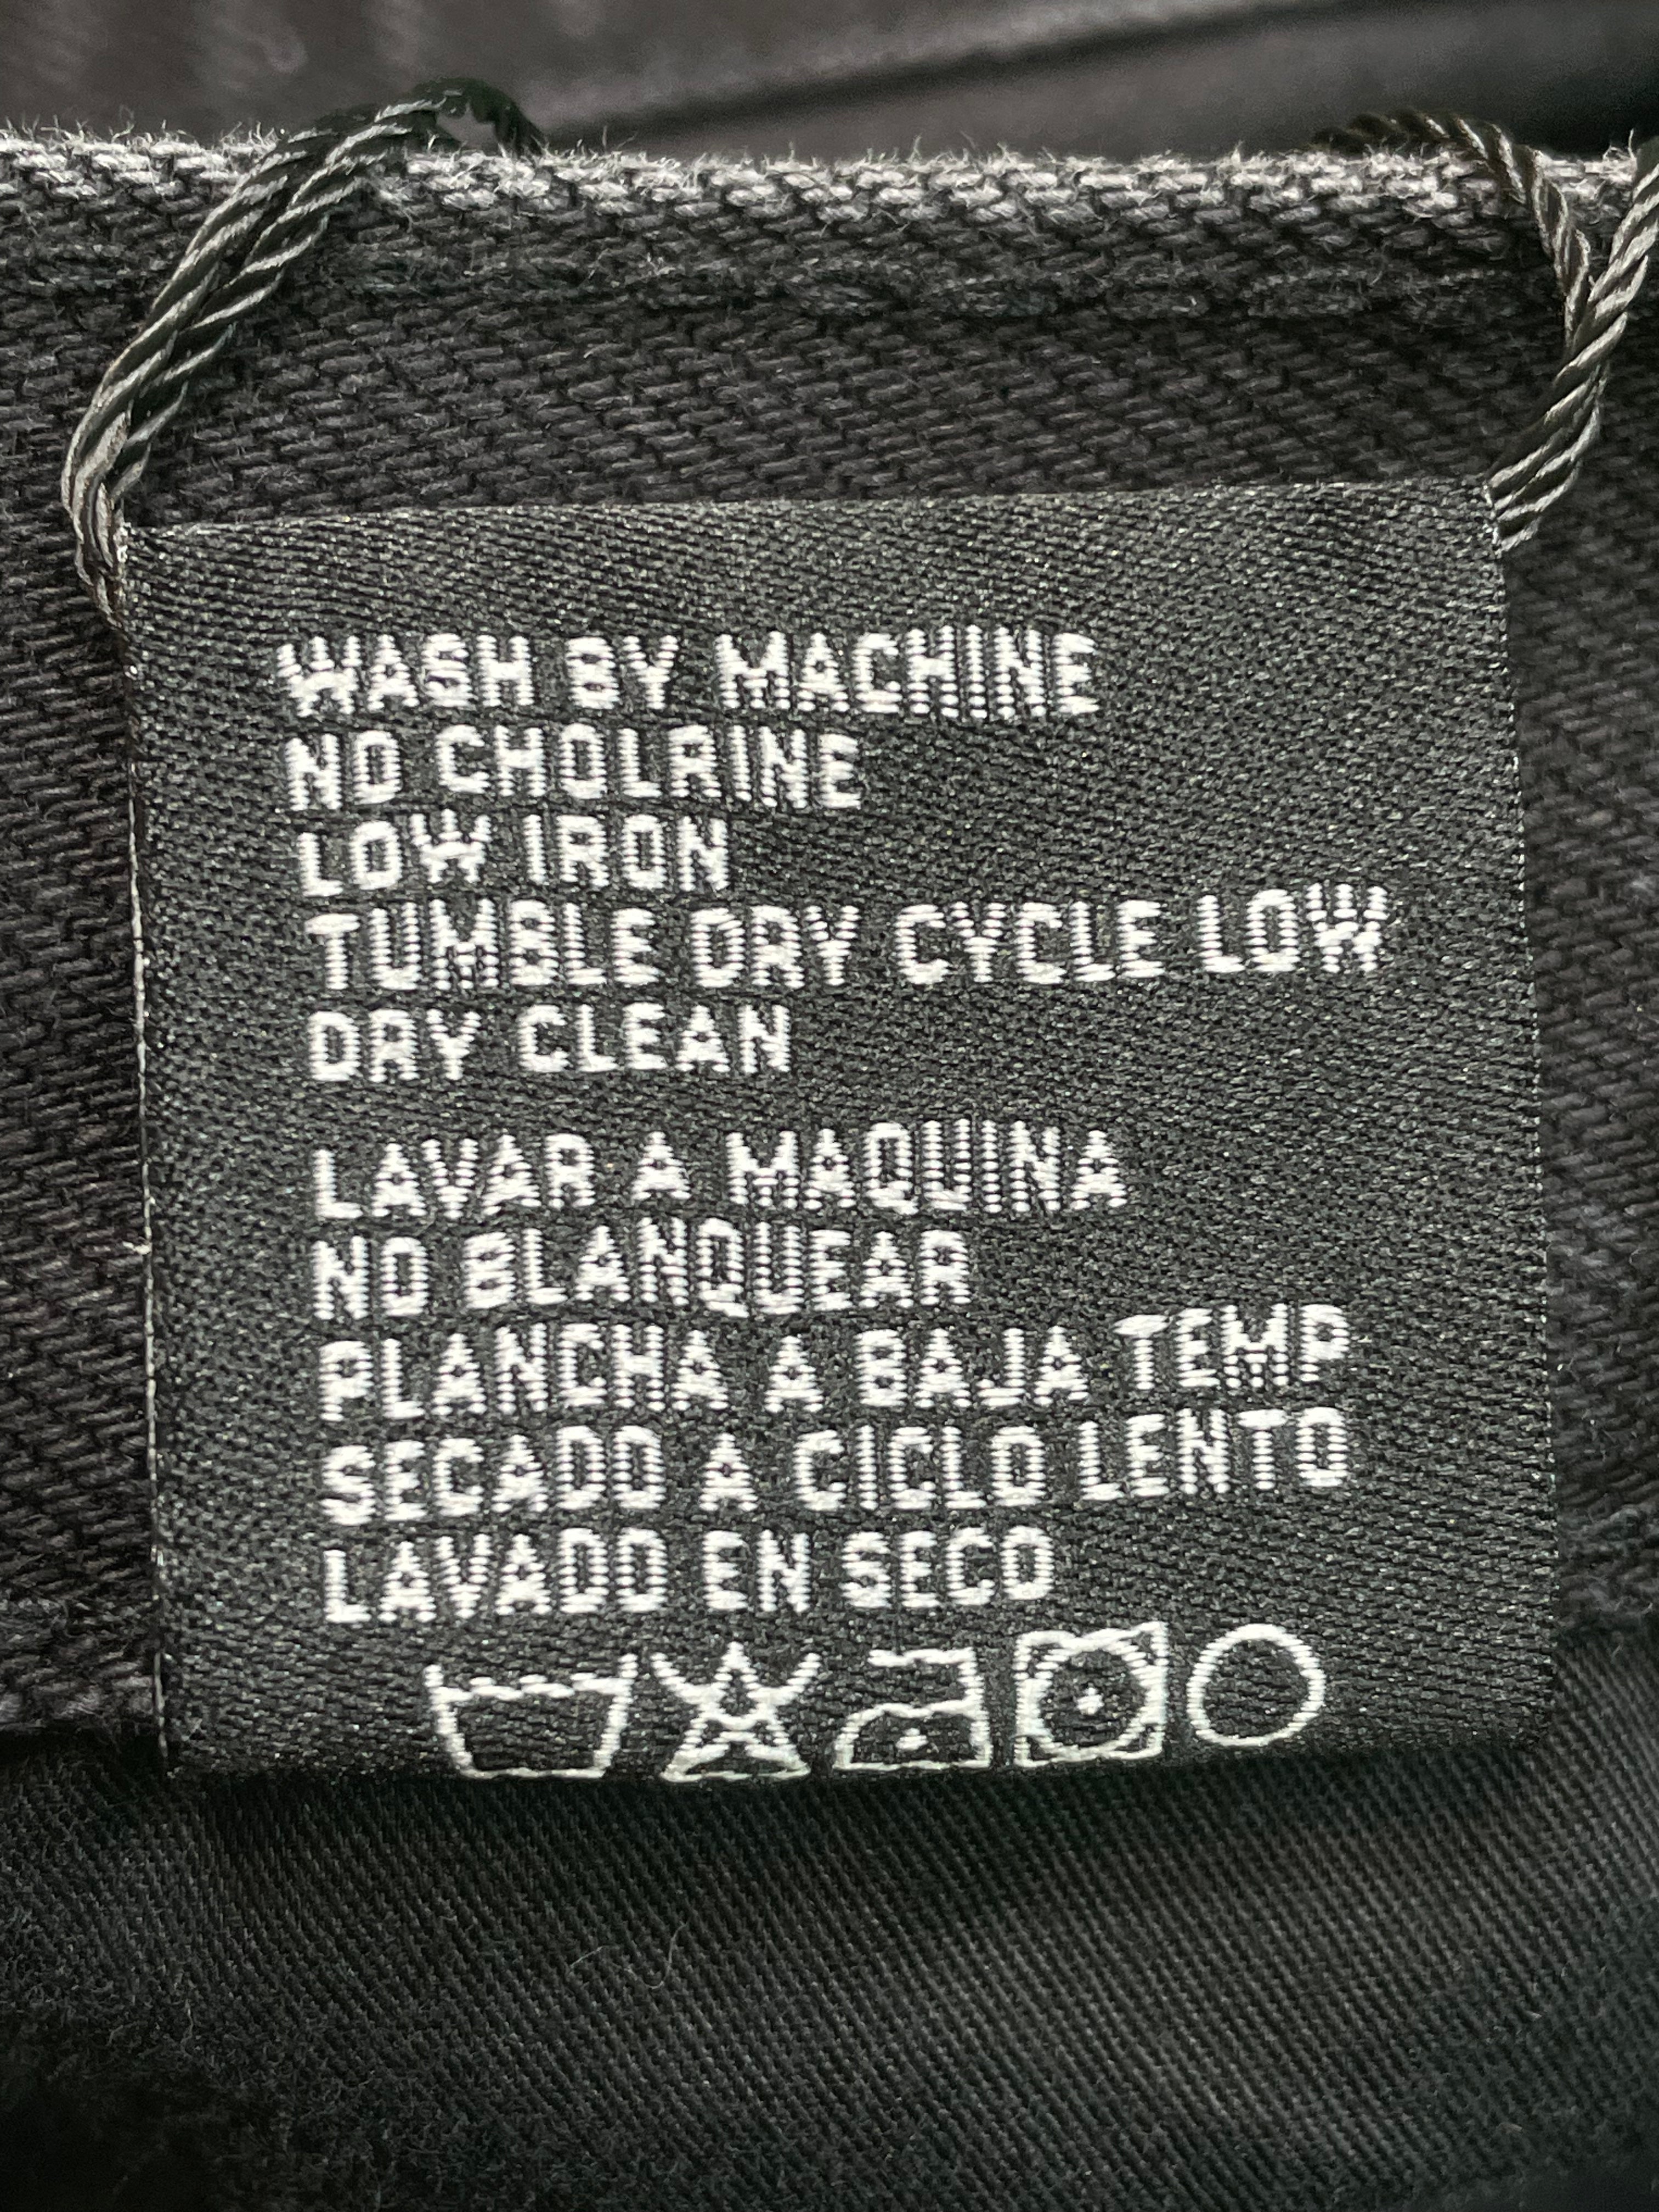 WASH BY MACHINE
NO CHOLRINE
LOW IRON
TUMBLE DRY CYCLE LOW
DRY CLEAN
LAVAR A MAQUINA
NO BLANQUEAR
PLANCHA A BAJA TEMP
SECADO A CICLO LENTO
LAVADO EN SECO